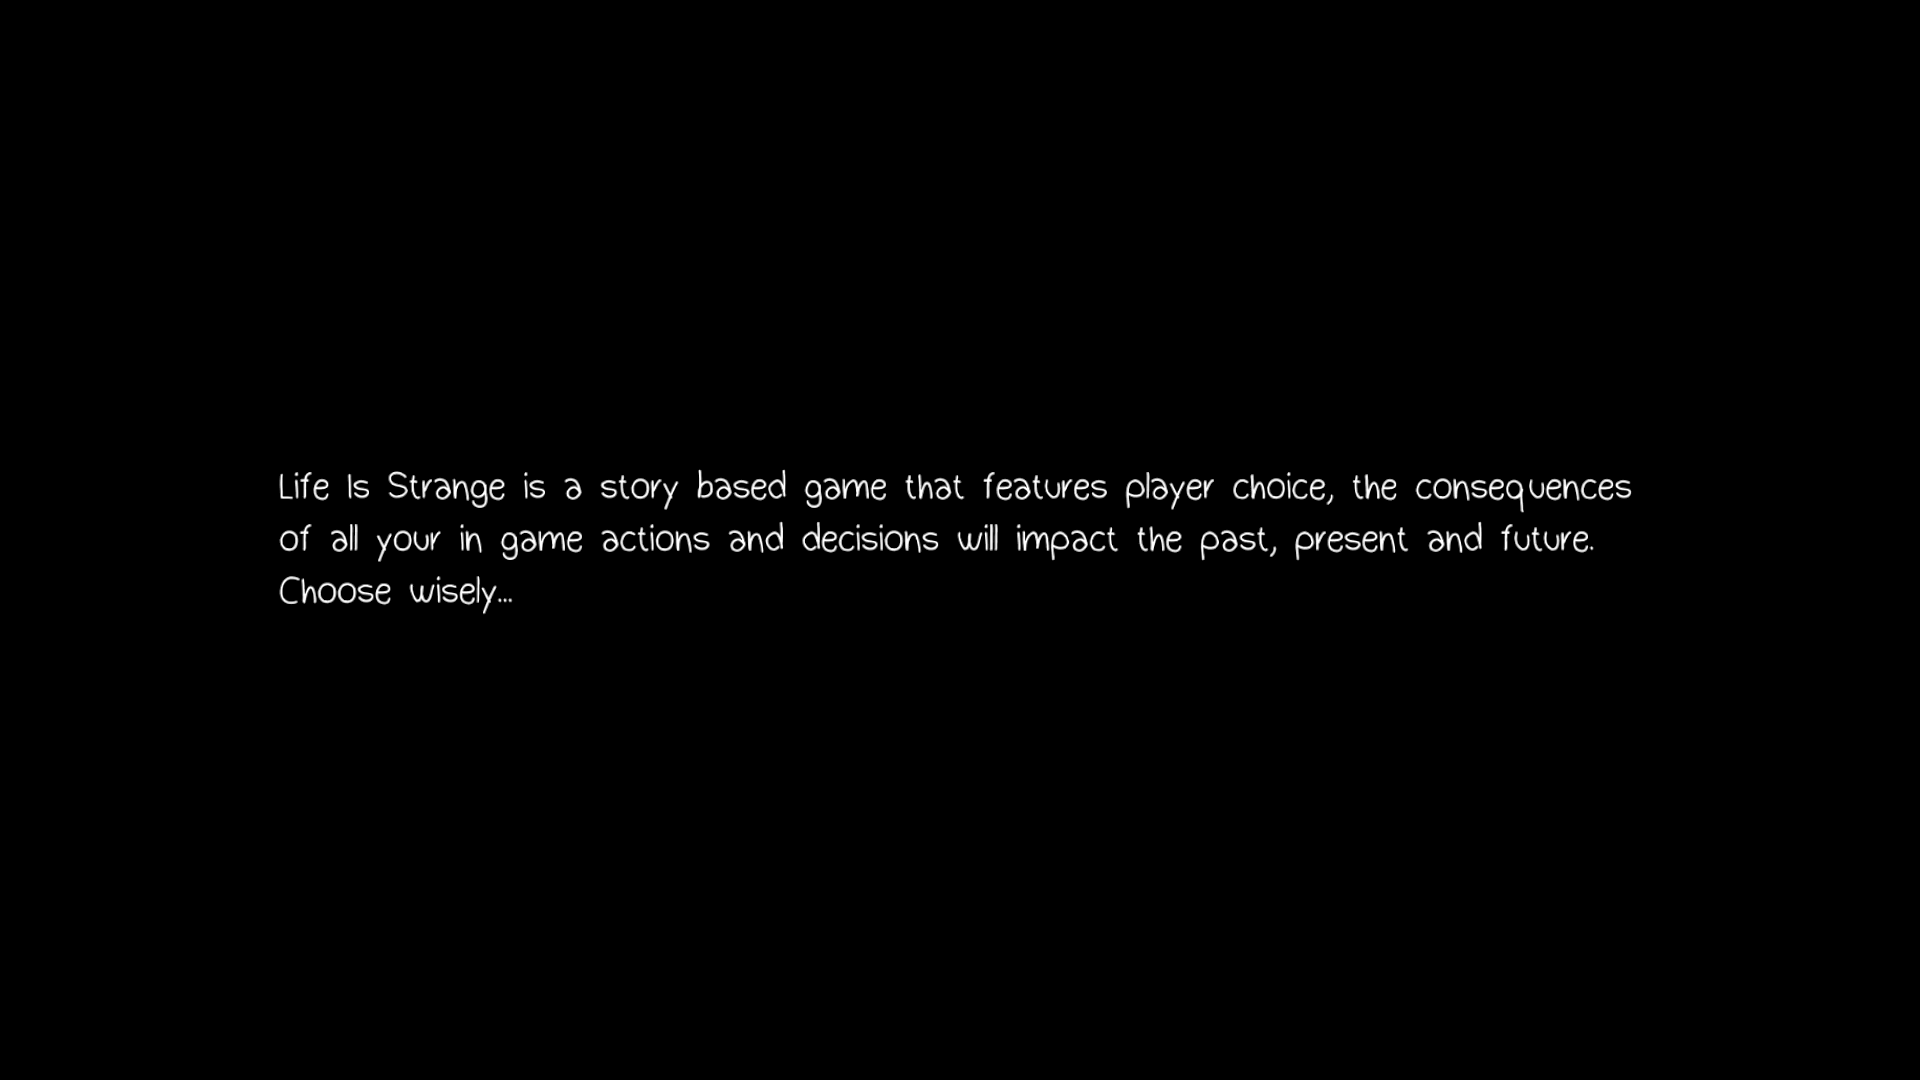 Life Is Strange is a story based game that features player choice, the consequences
of all your in game actions and decisions will impact the past, present and future.
Choose wisely...